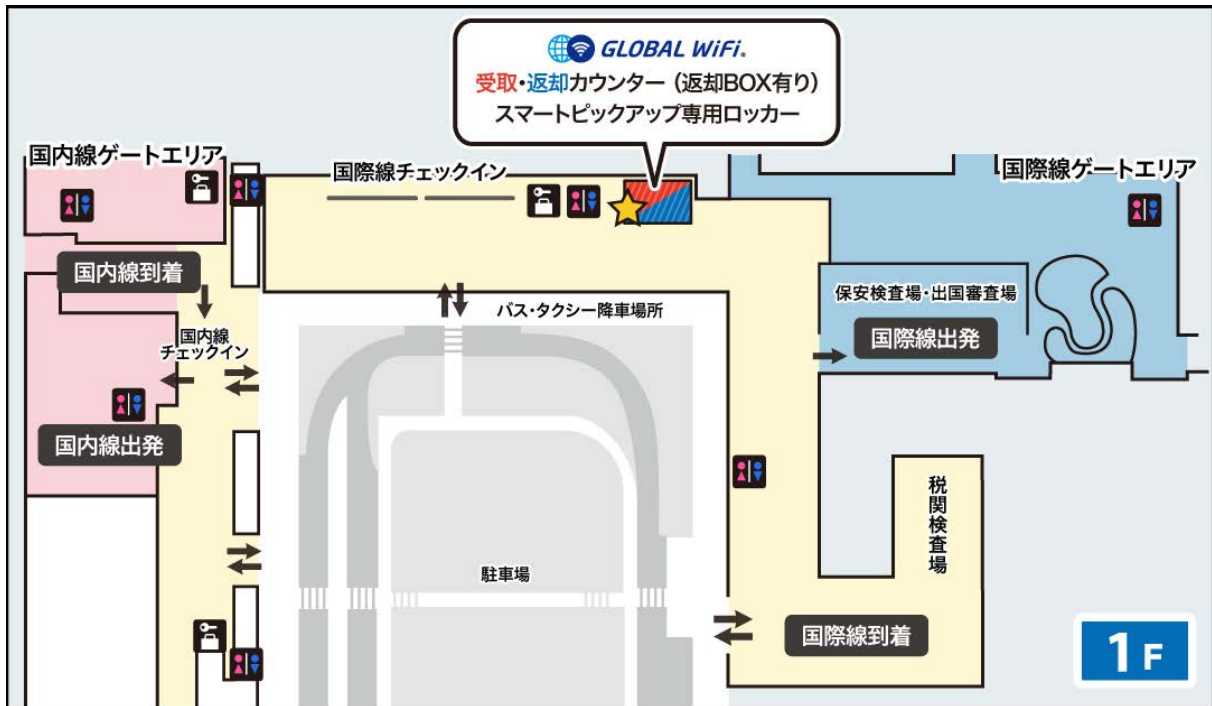 GLOBAL WiFi.
受取・返却カウンター（返却BOX有り）
スマートピックアップ専用ロッカー
国内線ゲートエリア
国際線チェックイン
国際線ゲートエリア
国内線到着
保安検査場・出国審査場
バス・タクシー降車場所
国際線出発
国内線
チェックイン
国内線出発
税関検査場
駐車場
国際線到着
1F